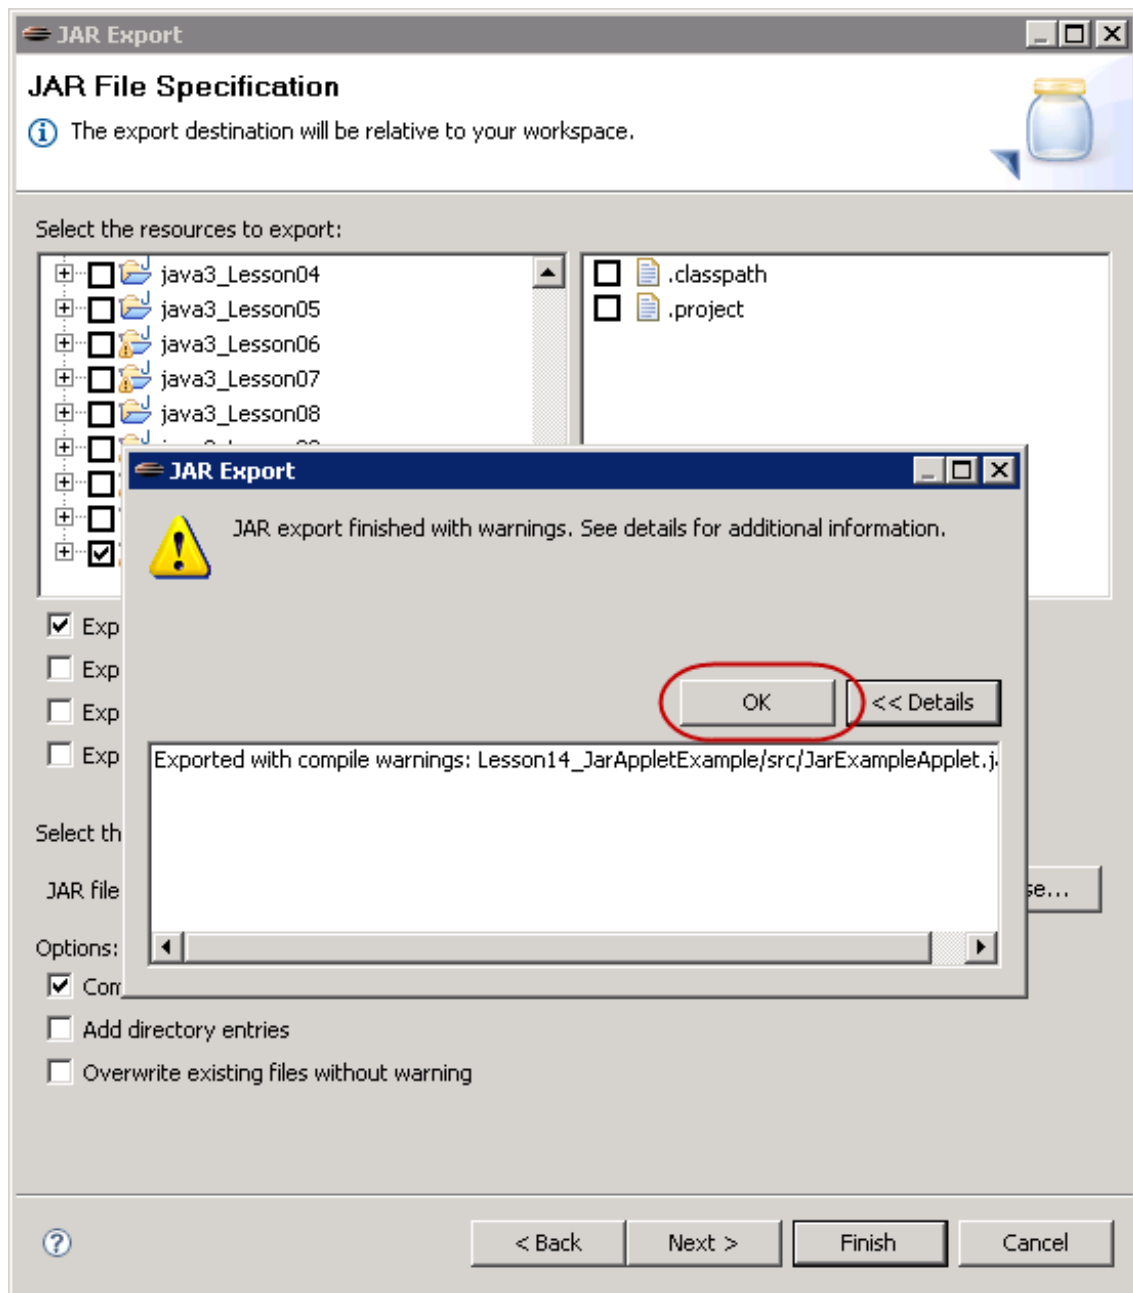 JAR Export
JAR File Specification
The export destination will be relative to your workspace.
Select the resources to export:
java3_Lesson04
java3_Lesson05
java3_Lesson06
java3_Lesson07
java3_Lesson08
.classpath
.project
JAR Export
JAR export finished with warnings. See details for additional information.
OK
<< Details
Exported with compile warnings: Lesson14_JarAppletExample/src/JarExampleApplet.j
Exp
Exp
Exp
Exp
Select th
JAR file
se...
Options:
Com
Add directory entries
Overwrite existing files without warning
< Back
Next >
Finish
Cancel